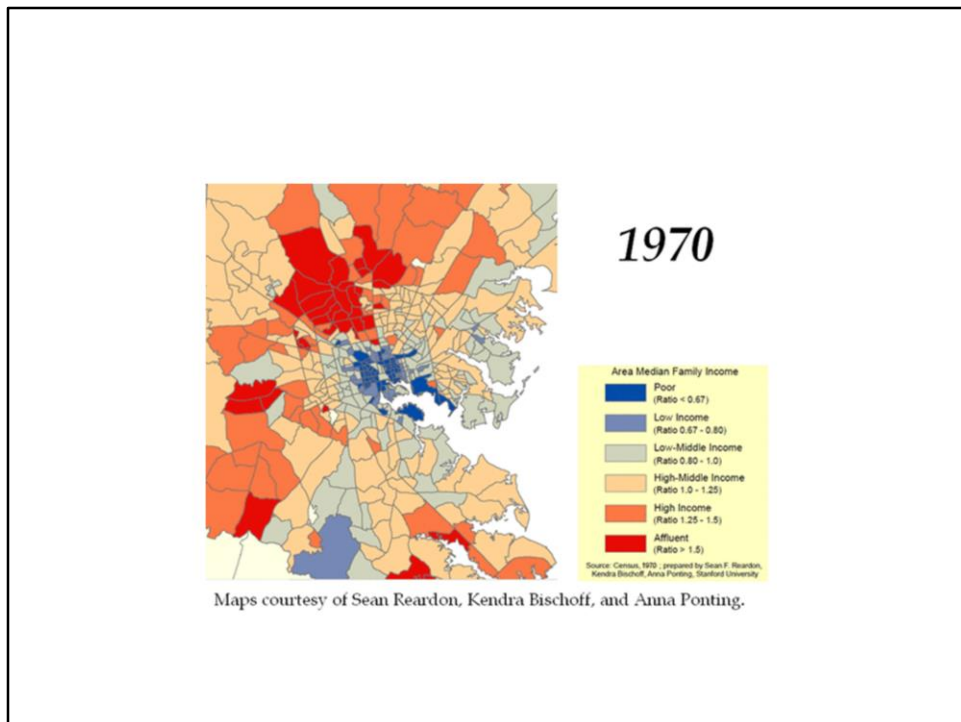 1970
Area Median Family Income
Poor
(Ratio < 0.67)
Low Income
(Ratio 0.67 - 0.80)
Low-Middle Income
(Ratio 0.80 - 1.0)
High-Middle Income
(Ratio 1.0 - 1.25)
High Income
(Ratio 1.25 - 1.5)
Affluent
(Ratio > 1.5)
Source: Census, 1970 ; prepared by Sean F. Reardon,
Kendra Bischoff, Anna Ponting, Stanford University
Maps courtesy of Sean Reardon, Kendra Bischoff, and Anna Ponting.